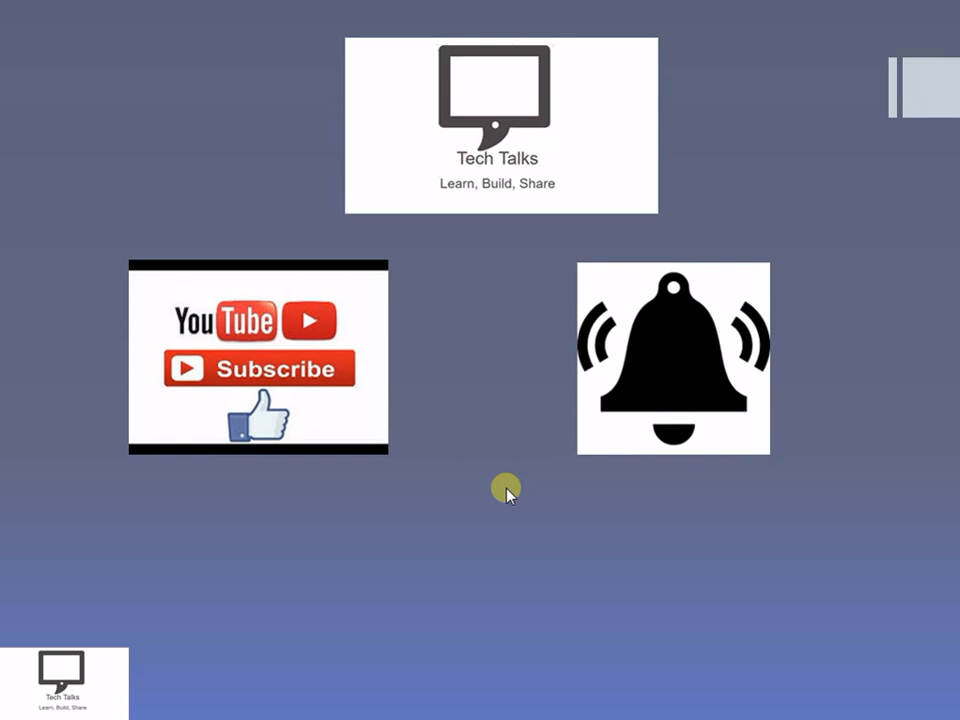 Tech Talks
Learn, Build, Share
YouTube
Subscribe
Tech Talks
Learn, Build, Share